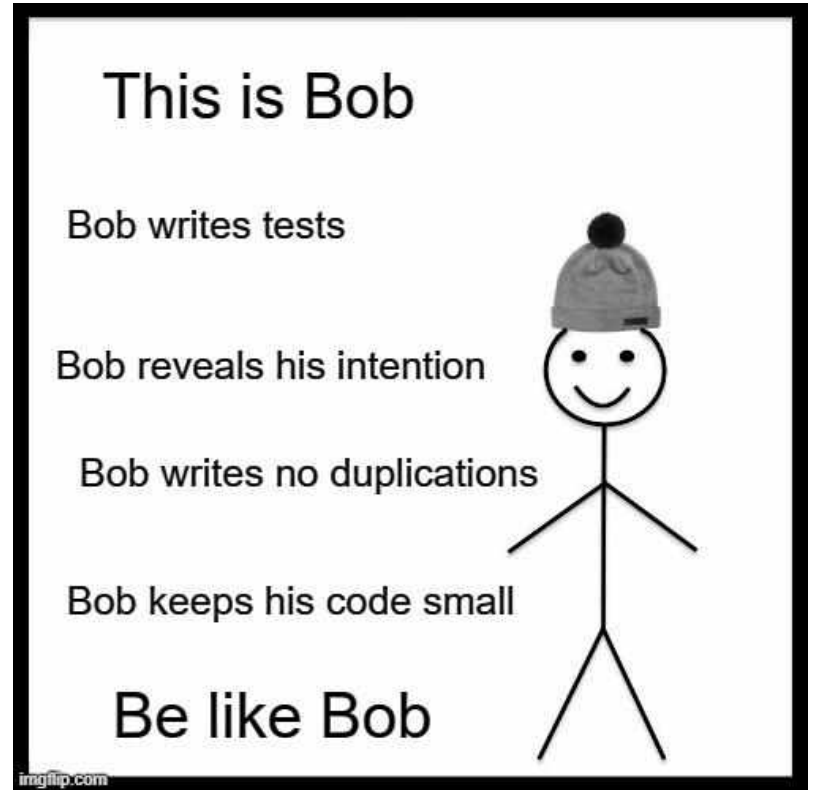 This is Bob
Bob writes tests
Bob reveals his intention
Bob writes no duplications
Bob keeps his code small
Be like Bob
imgflip.com